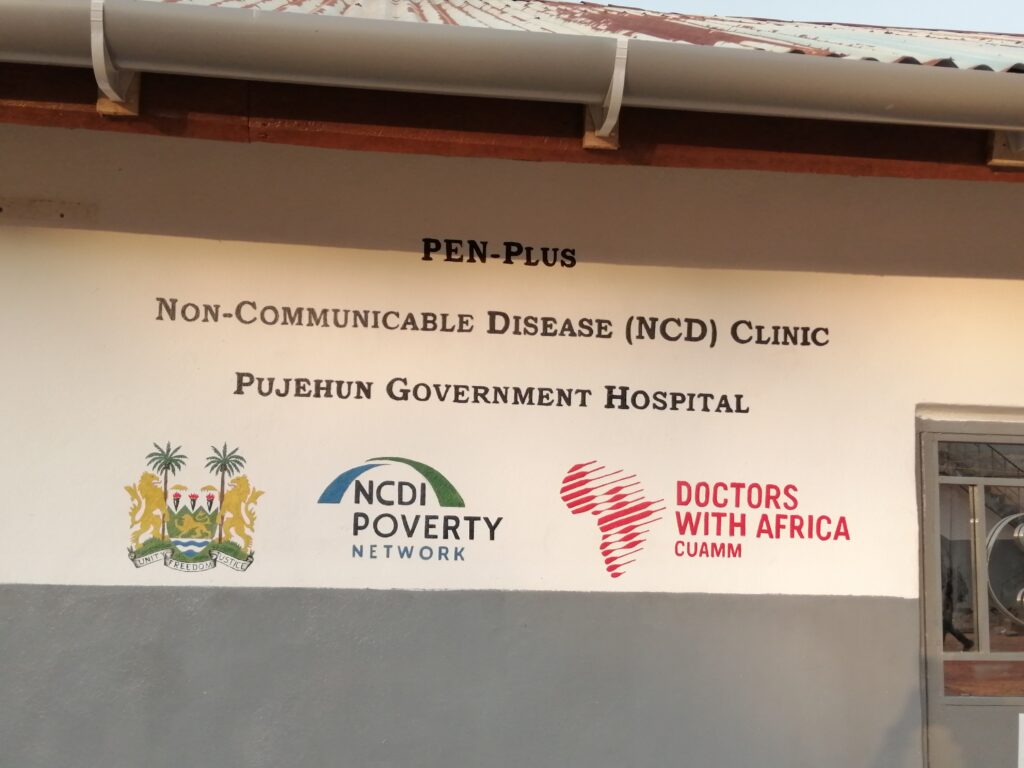 PEN-PLUS
NON-COMMUNICABLE DISEASE (NCD) CLINIC
PUJEHUN GOVERNMENT HOSPITAL
UNITY FREEDOM JUSTICE
NCDI
POVERTY
NETWORK
DOCTORS
WITH AFRICA
CUAMM